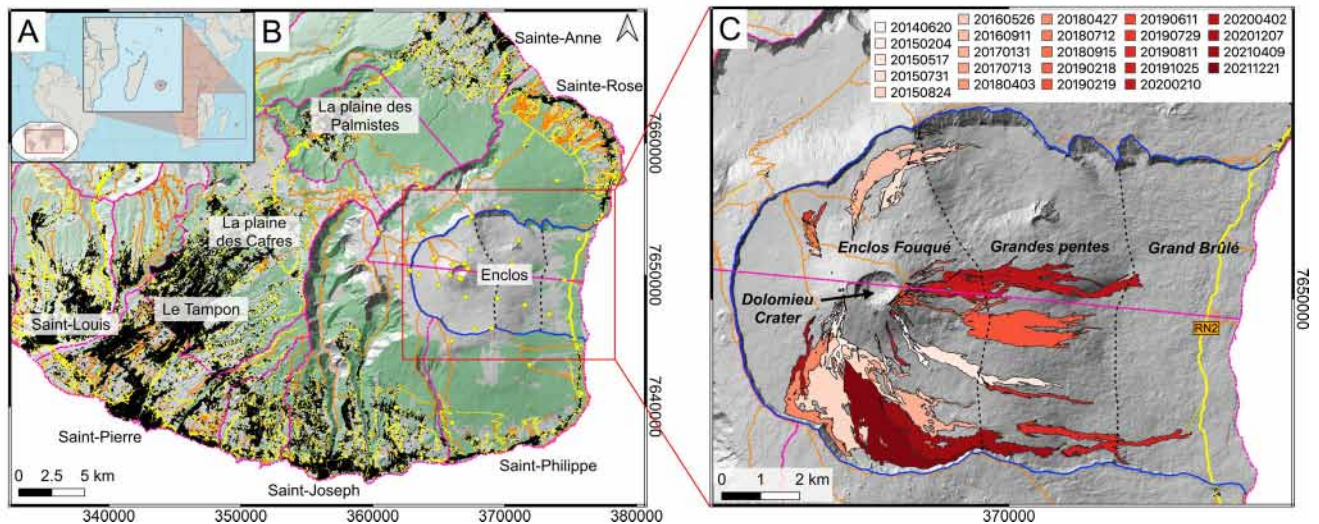 A
B
Sainte-Anne
Sainte-Rose
La plaine des
Palmistes
La plaine
des Cafres
Enclos
Le Tampon
Saint-Louis
Saint-Pierre
Saint-Philippe
Saint-Joseph
0 2.5 5 km
7660000
7650000
7640000
340000 350000 360000 370000 380000
C
20140620 20160526 20180427 20190611 20200402
20150204 20160911 20180712 20190729 20201207
20150517 20170131 20180915 20190811 20210409
20150731 20170713 20190218 20191025 20211221
20150824 20180403 20190219 20200210
Enclos Fouqué
Grandes pentes
Grand Brûlé
Dolomieu
Crater
RN2
0 1 2 km
7650000
370000